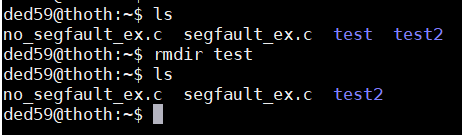 ded59@thoth:~$ ls
no_segfault_ex.c  segfault_ex.c  test  test2
ded59@thoth:~$ rmdir test
ded59@thoth:~$ ls
no_segfault_ex.c  segfault_ex.c  test2
ded59@thoth:~$